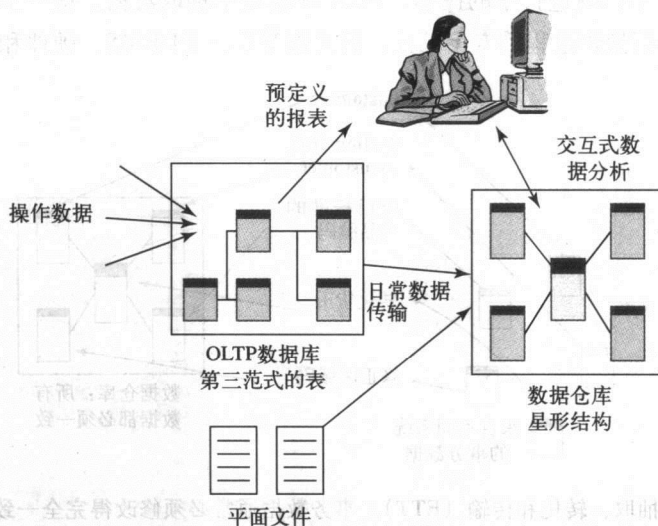 预定义
的报表
交互式数
据分析
操作数据
日常数据
传输
OLTP数据库
第三范式的表
数据仓库
星形结构
平面文件